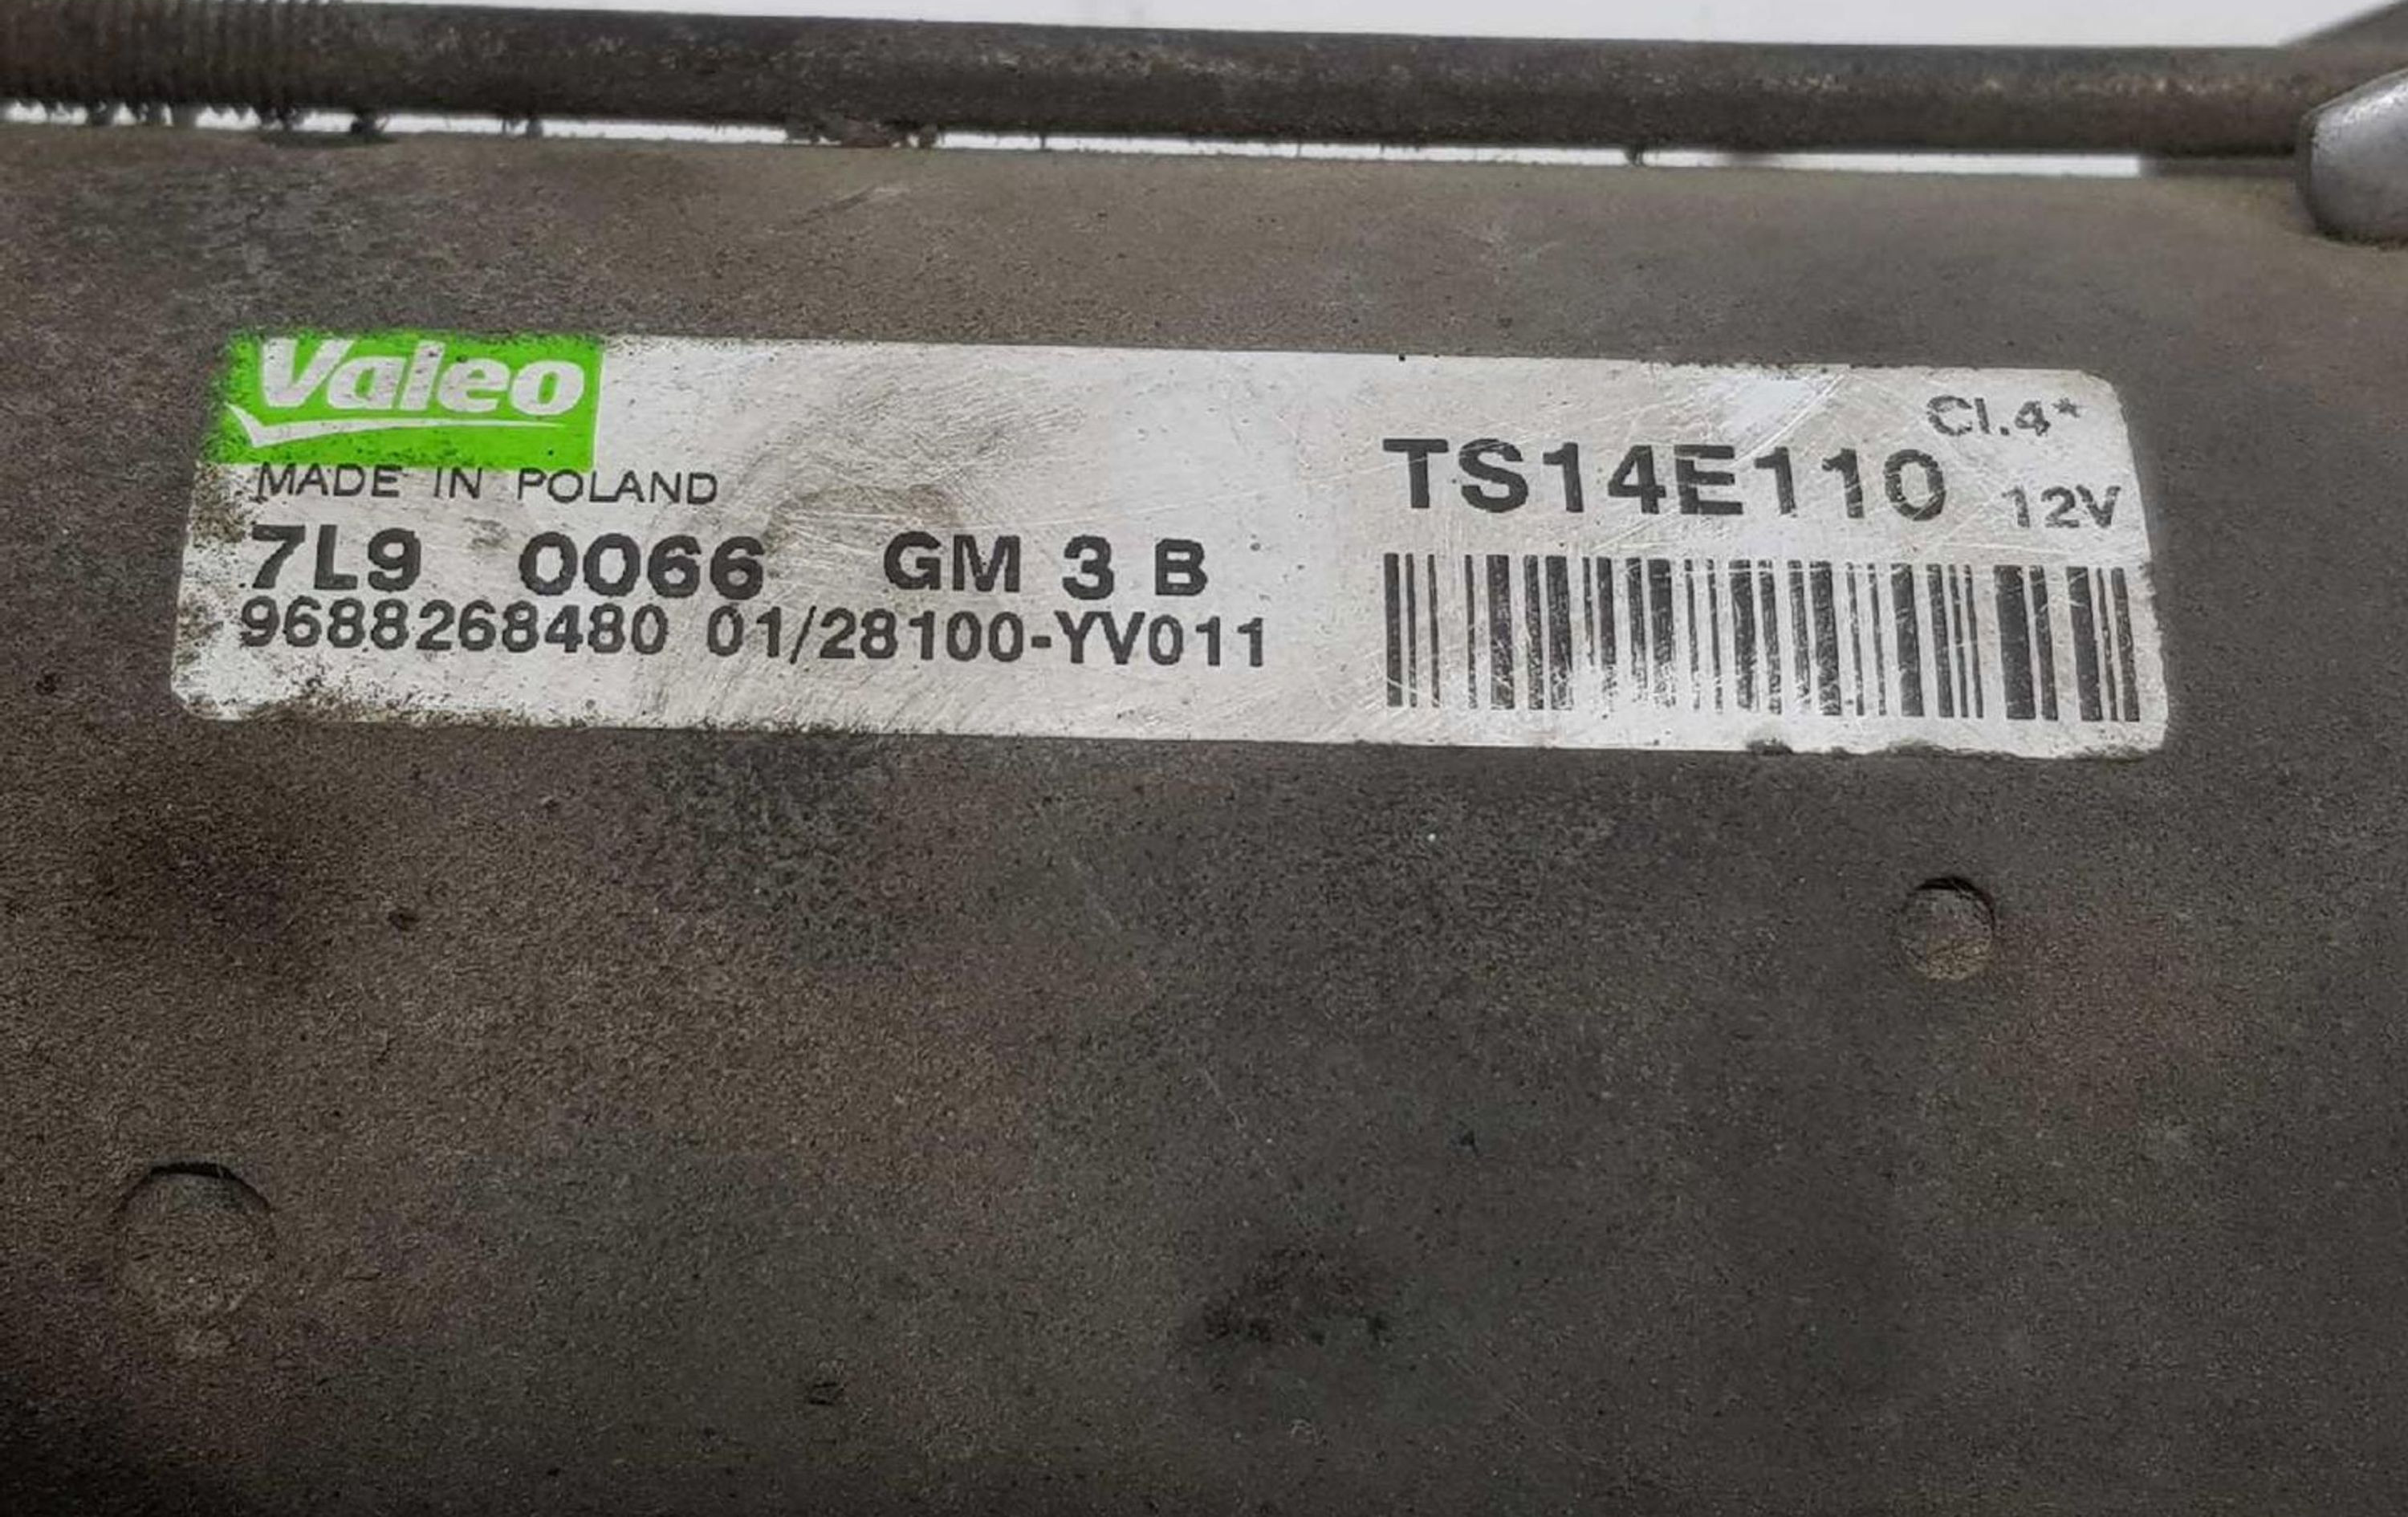 Valeo
MADE IN POLAND
Cl.4*
TS14E110 12V
7L9 0066 GM 3 B
9688268480 01/28100-YV011